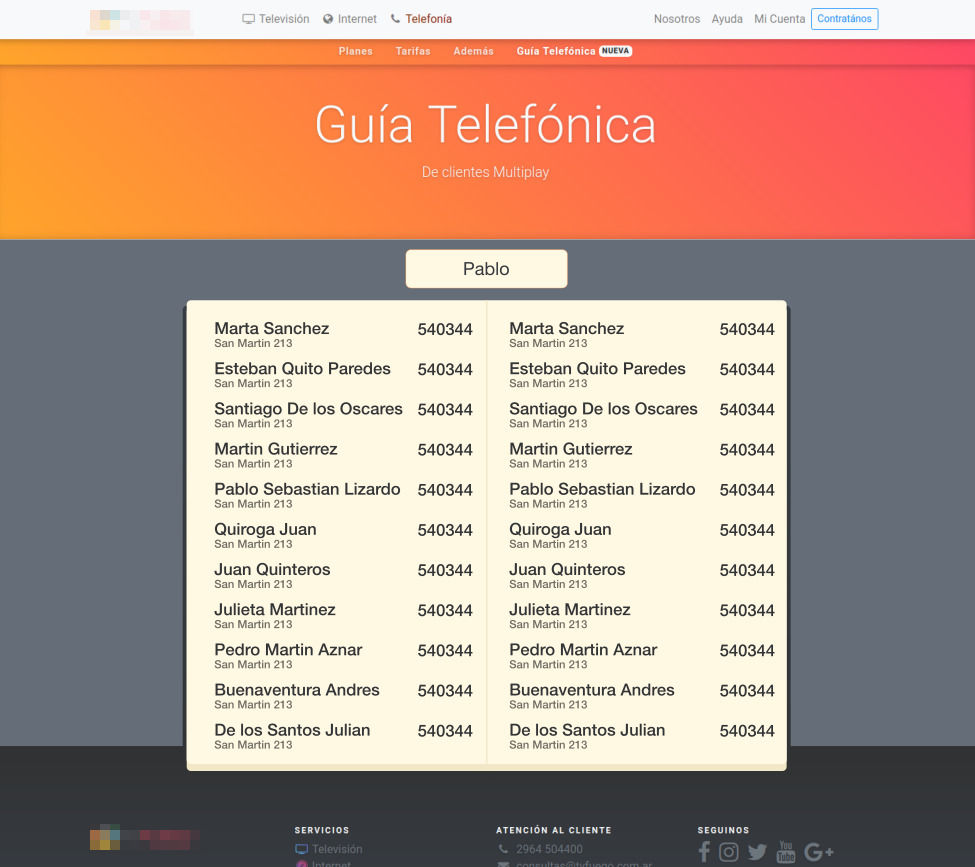 Televisión Internet Telefonía Nosotros Ayuda Mi Cuenta Contratános
Planes Tarifas Además Guía Telefónica NUEVA
Guía Telefónica
De clientes Multiplay
Pablo
Marta Sanchez 540344
San Martin 213
Esteban Quito Paredes 540344
San Martin 213
Santiago De los Oscares 540344
San Martin 213
Martin Gutierrez 540344
San Martin 213
Pablo Sebastian Lizardo 540344
San Martin 213
Quiroga Juan 540344
San Martin 213
Juan Quinteros 540344
San Martin 213
Julieta Martinez 540344
San Martin 213
Pedro Martin Aznar 540344
San Martin 213
Buenaventura Andres 540344
San Martin 213
De los Santos Julian 540344
San Martin 213
Marta Sanchez 540344
San Martin 213
Esteban Quito Paredes 540344
San Martin 213
Santiago De los Oscares 540344
San Martin 213
Martin Gutierrez 540344
San Martin 213
Pablo Sebastian Lizardo 540344
San Martin 213
Quiroga Juan 540344
San Martin 213
Juan Quinteros 540344
San Martin 213
Julieta Martinez 540344
San Martin 213
Pedro Martin Aznar 540344
San Martin 213
Buenaventura Andres 540344
San Martin 213
De los Santos Julian 540344
San Martin 213
SERVICIOS
Televisión
Internet
ATENCIÓN AL CLIENTE
2964 504400
consultas@tvfuego.com.ar
SEGUINOS
You Tube